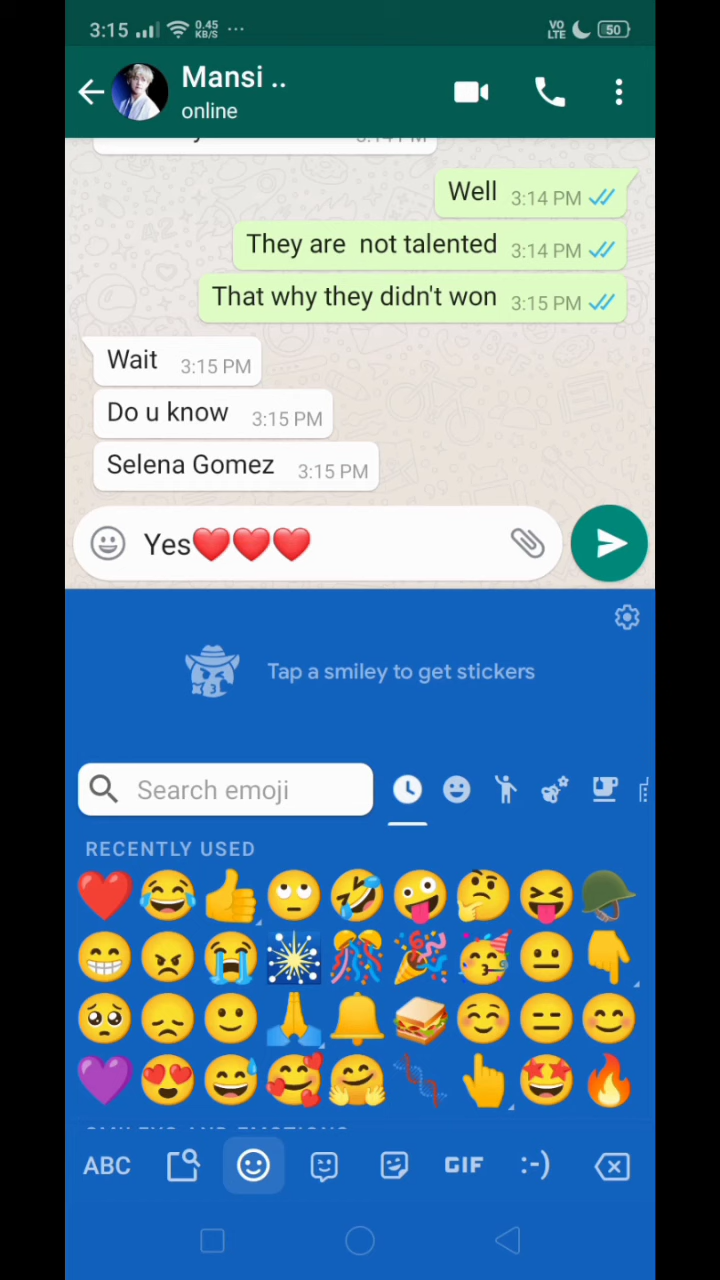 3:15 0.45 KB/S ... VO LTE 50
Mansi ..
online
Well 3:14 PM
They are  not talented 3:14 PM
That why they didn't won 3:15 PM
Wait 3:15 PM
Do u know 3:15 PM
Selena Gomez 3:15 PM
Yes❤️❤️❤️
Tap a smiley to get stickers
Search emoji
RECENTLY USED
ABC GIF :-)